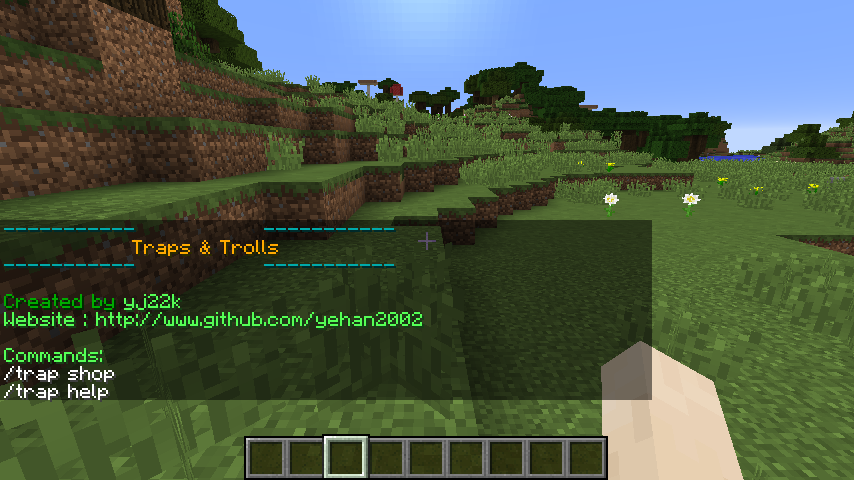 Traps & Trolls
Created by yj22k
Website : http://www.github.com/yehan2002
Commands:
/trap shop
/trap help